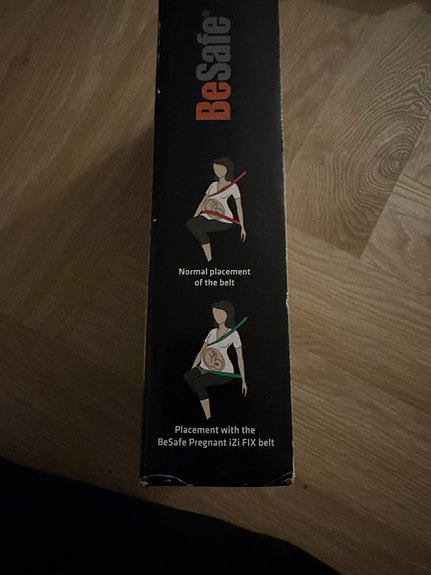 BeSafe®
Normal placement
of the belt
Placement with the
BeSafe Pregnant iZi FIX belt